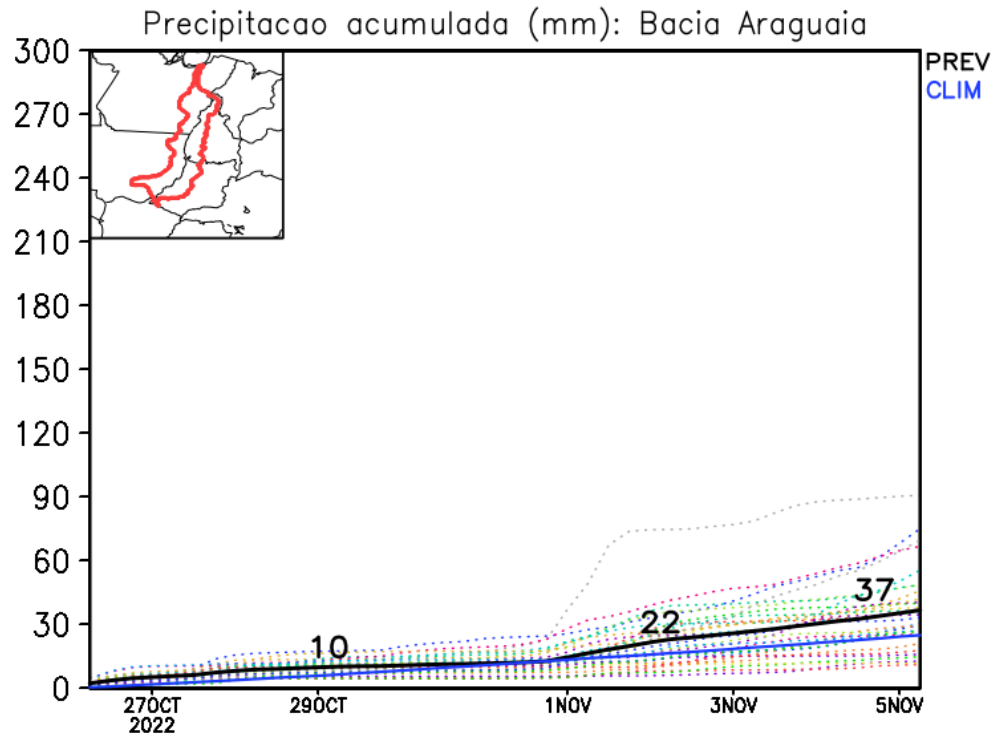 Precipitacao acumulada (mm): Bacia Araguaia
PREV
CLIM
300
270
240
210
180
150
120
90
60
30
0
10
22
37
27OCT
2022
29OCT
1NOV
3NOV
5NOV